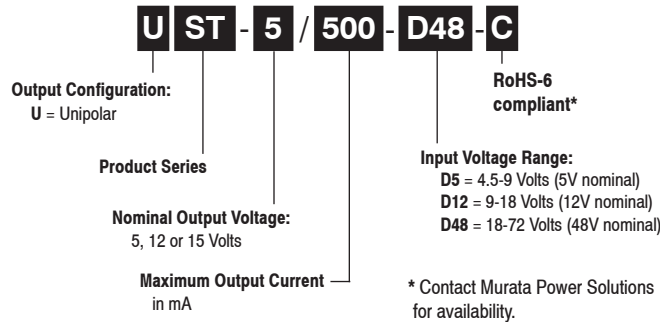 U ST - 5 / 500 - D48 - C
Output Configuration:
U = Unipolar
Product Series
Nominal Output Voltage:
5, 12 or 15 Volts
Maximum Output Current
in mA
RoHS-6
compliant*
Input Voltage Range:
D5 = 4.5-9 Volts (5V nominal)
D12 = 9-18 Volts (12V nominal)
D48 = 18-72 Volts (48V nominal)
* Contact Murata Power Solutions
for availability.